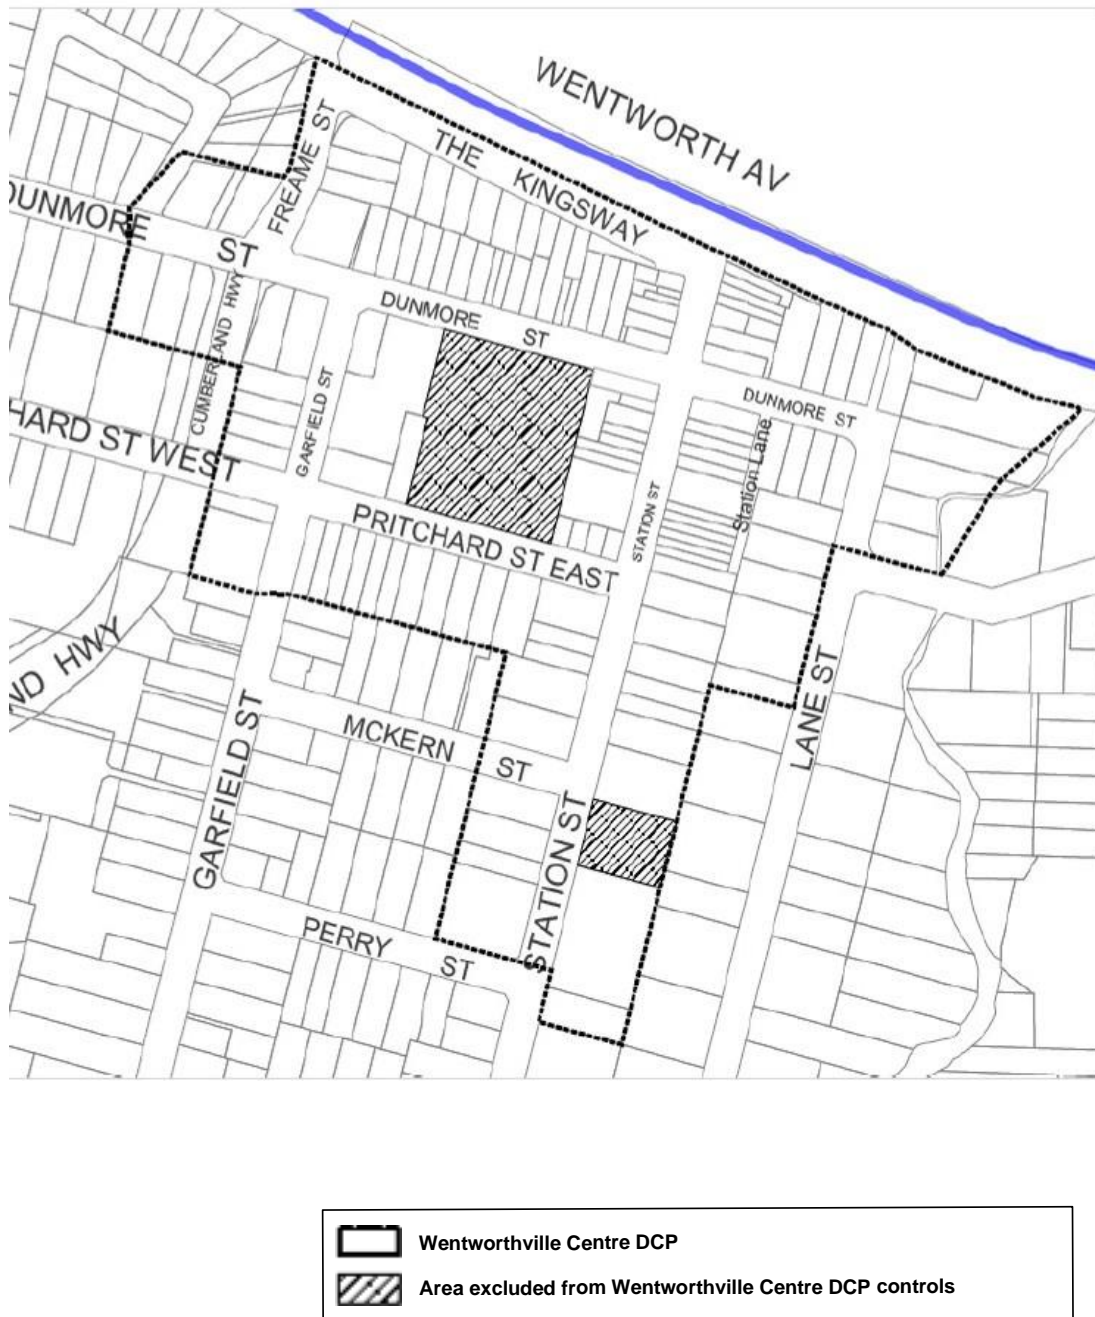 WENTWORTH AV
THE KINGSWAY
FREAME ST
DUNMORE ST
CUMBERLAND HWY
DUNMORE ST
GARFIELD ST
DUNMORE ST
Station Lane
HARD ST WEST
PRITCHARD ST EAST
STATION ST
ND HWY
GARFIELD ST
MCKERN ST
LANE ST
STATION ST
PERRY ST
Wentworthville Centre DCP
Area excluded from Wentworthville Centre DCP controls